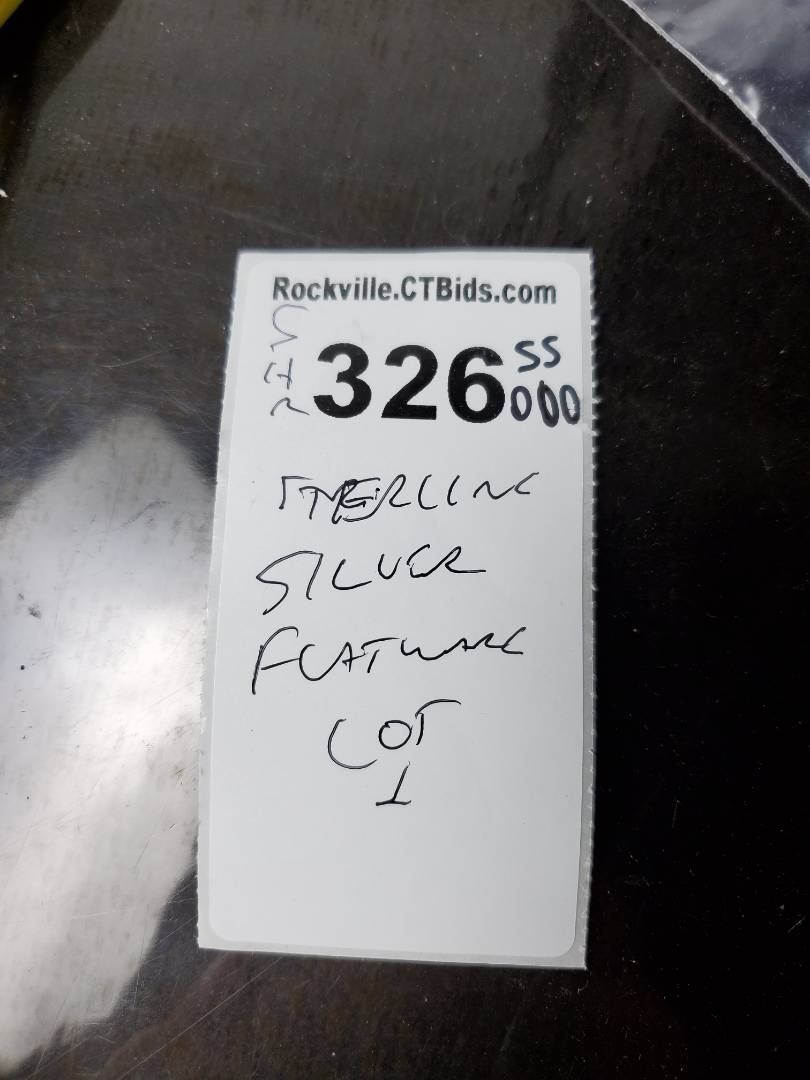 Rockville.CTBids.com
326 SS
000
STERLING
SILVER
FLATWARE
LOT
1